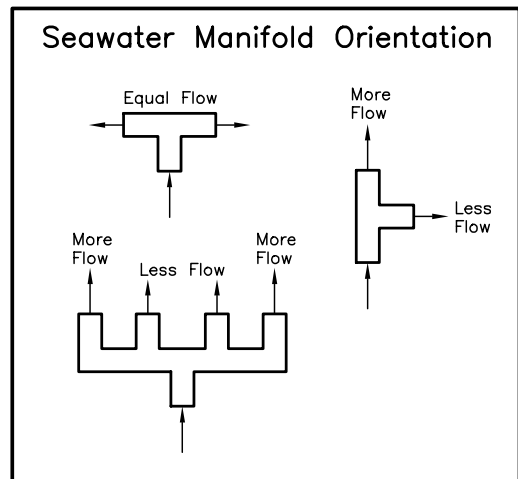 Seawater Manifold Orientation
Equal Flow
More
Flow
Less
Flow
More
Flow
Less Flow
More
Flow